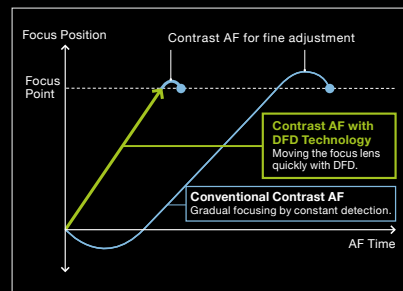 Focus Position
Contrast AF for fine adjustment
Focus
Point
Contrast AF with
DFD Technology
Moving the focus lens
quickly with DFD.
Conventional Contrast AF
Gradual focusing by constant detection.
AF Time